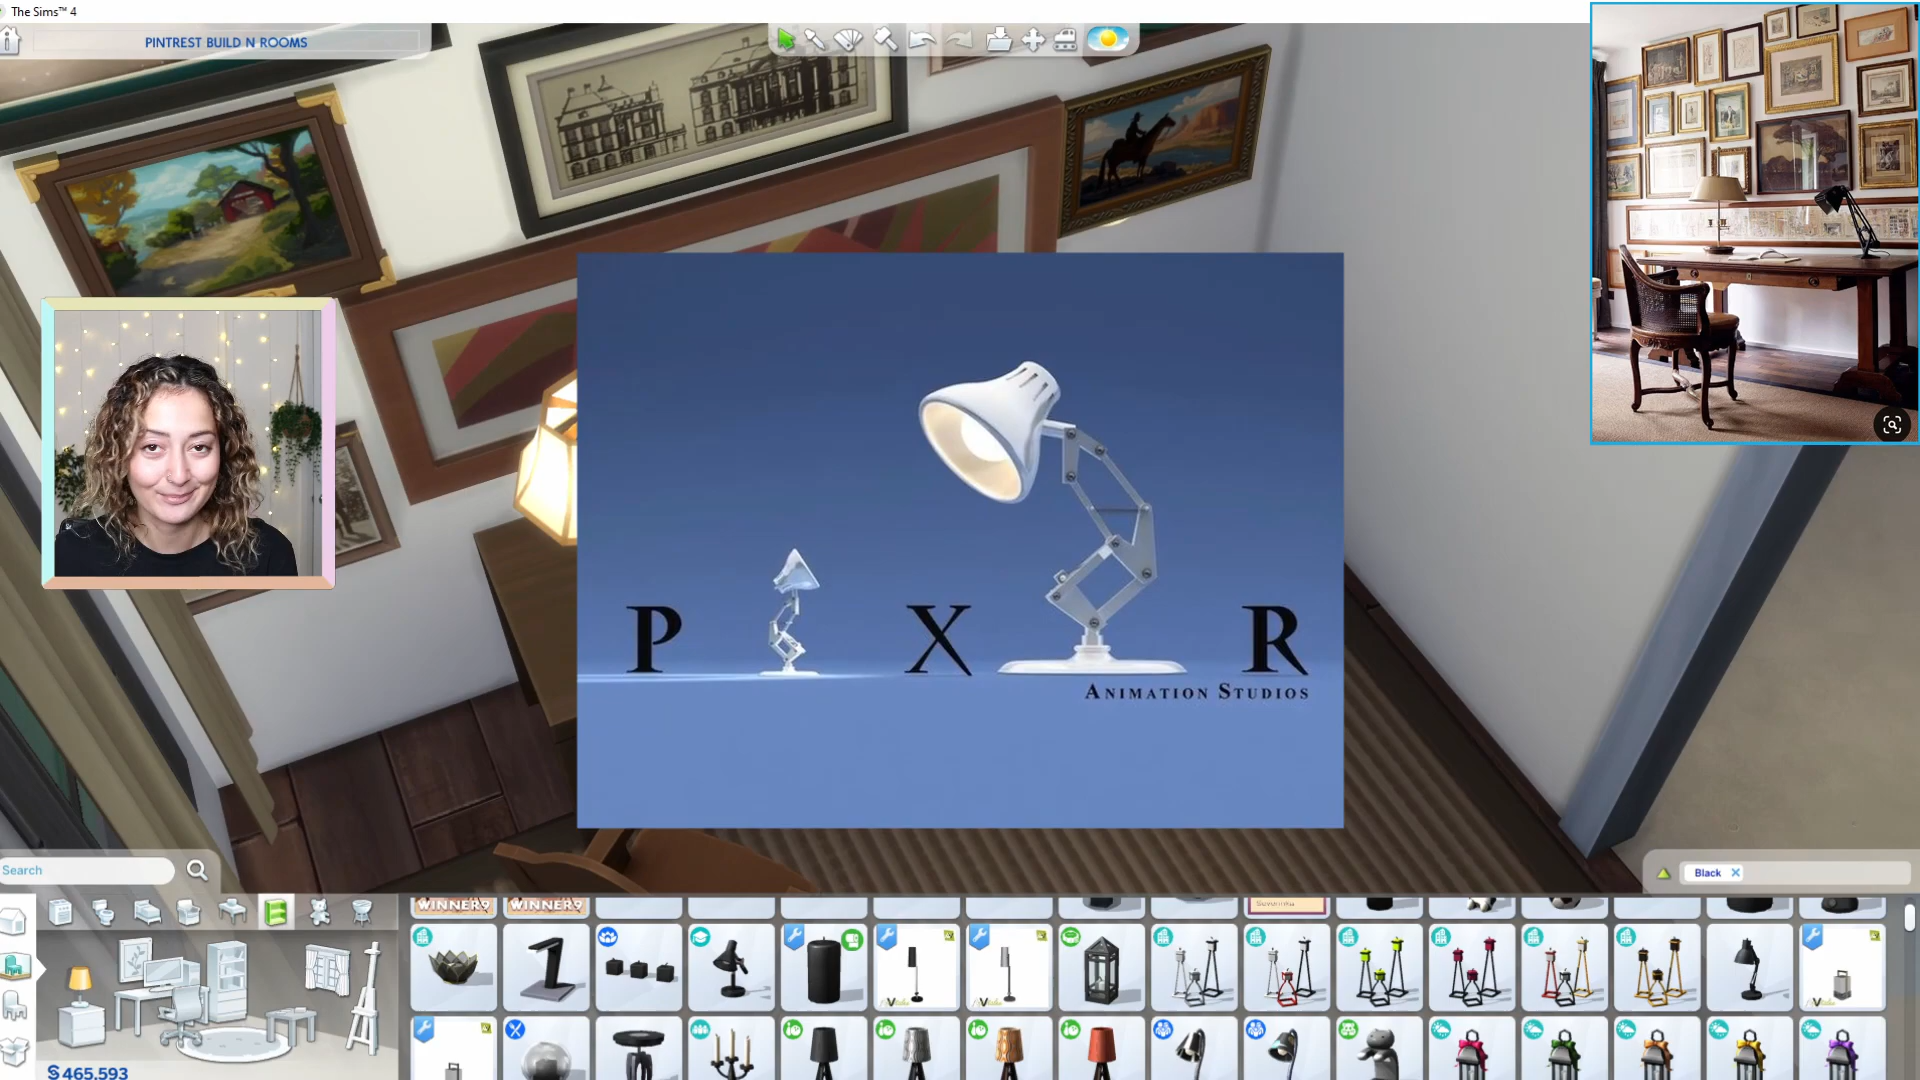 The Sims™ 4
PINTREST BUILD N ROOMS
P X R
ANIMATION STUDIOS
Search
Black
WINNER9
WINNER9
$465,593